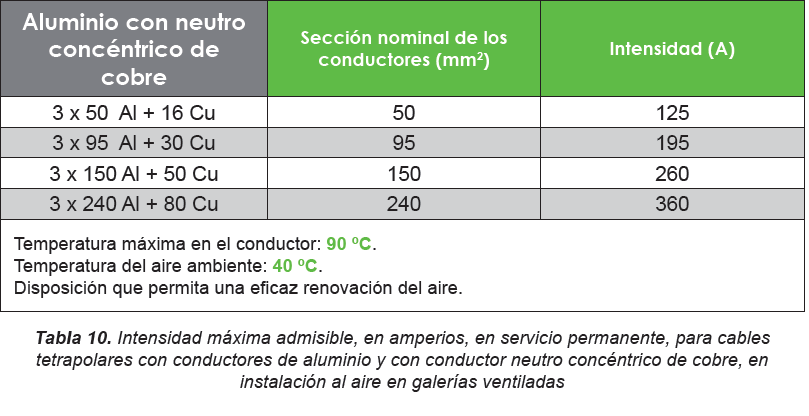 Aluminio con neutro
concéntrico de
cobre
Sección nominal de los
conductores (mm²)
Intensidad (A)
3 x 50 Al + 16 Cu 50 125
3 x 95 Al + 30 Cu 95 195
3 x 150 Al + 50 Cu 150 260
3 x 240 Al + 80 Cu 240 360
Temperatura máxima en el conductor: 90 ºC.
Temperatura del aire ambiente: 40 ºC.
Disposición que permita una eficaz renovación del aire.
Tabla 10. Intensidad máxima admisible, en amperios, en servicio permanente, para cables
tetrapolares con conductores de aluminio y con conductor neutro concéntrico de cobre, en
instalación al aire en galerías ventiladas